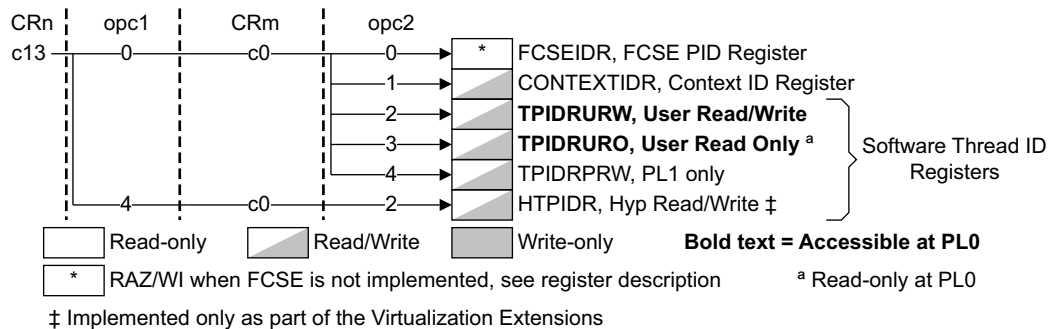 CRn opc1 CRm opc2
c13 0 c0 0 * FCSEIDR, FCSE PID Register
1 CONTEXTIDR, Context ID Register
2 TPIDRURW, User Read/Write
3 TPIDRURO, User Read Only ª
4 TPIDRPRW, PL1 only
4 c0 2 HTPIDR, Hyp Read/Write ‡
Software Thread ID
Registers
Read-only Read/Write Write-only Bold text = Accessible at PL0
* RAZ/WI when FCSE is not implemented, see register description ª Read-only at PL0
‡ Implemented only as part of the Virtualization Extensions